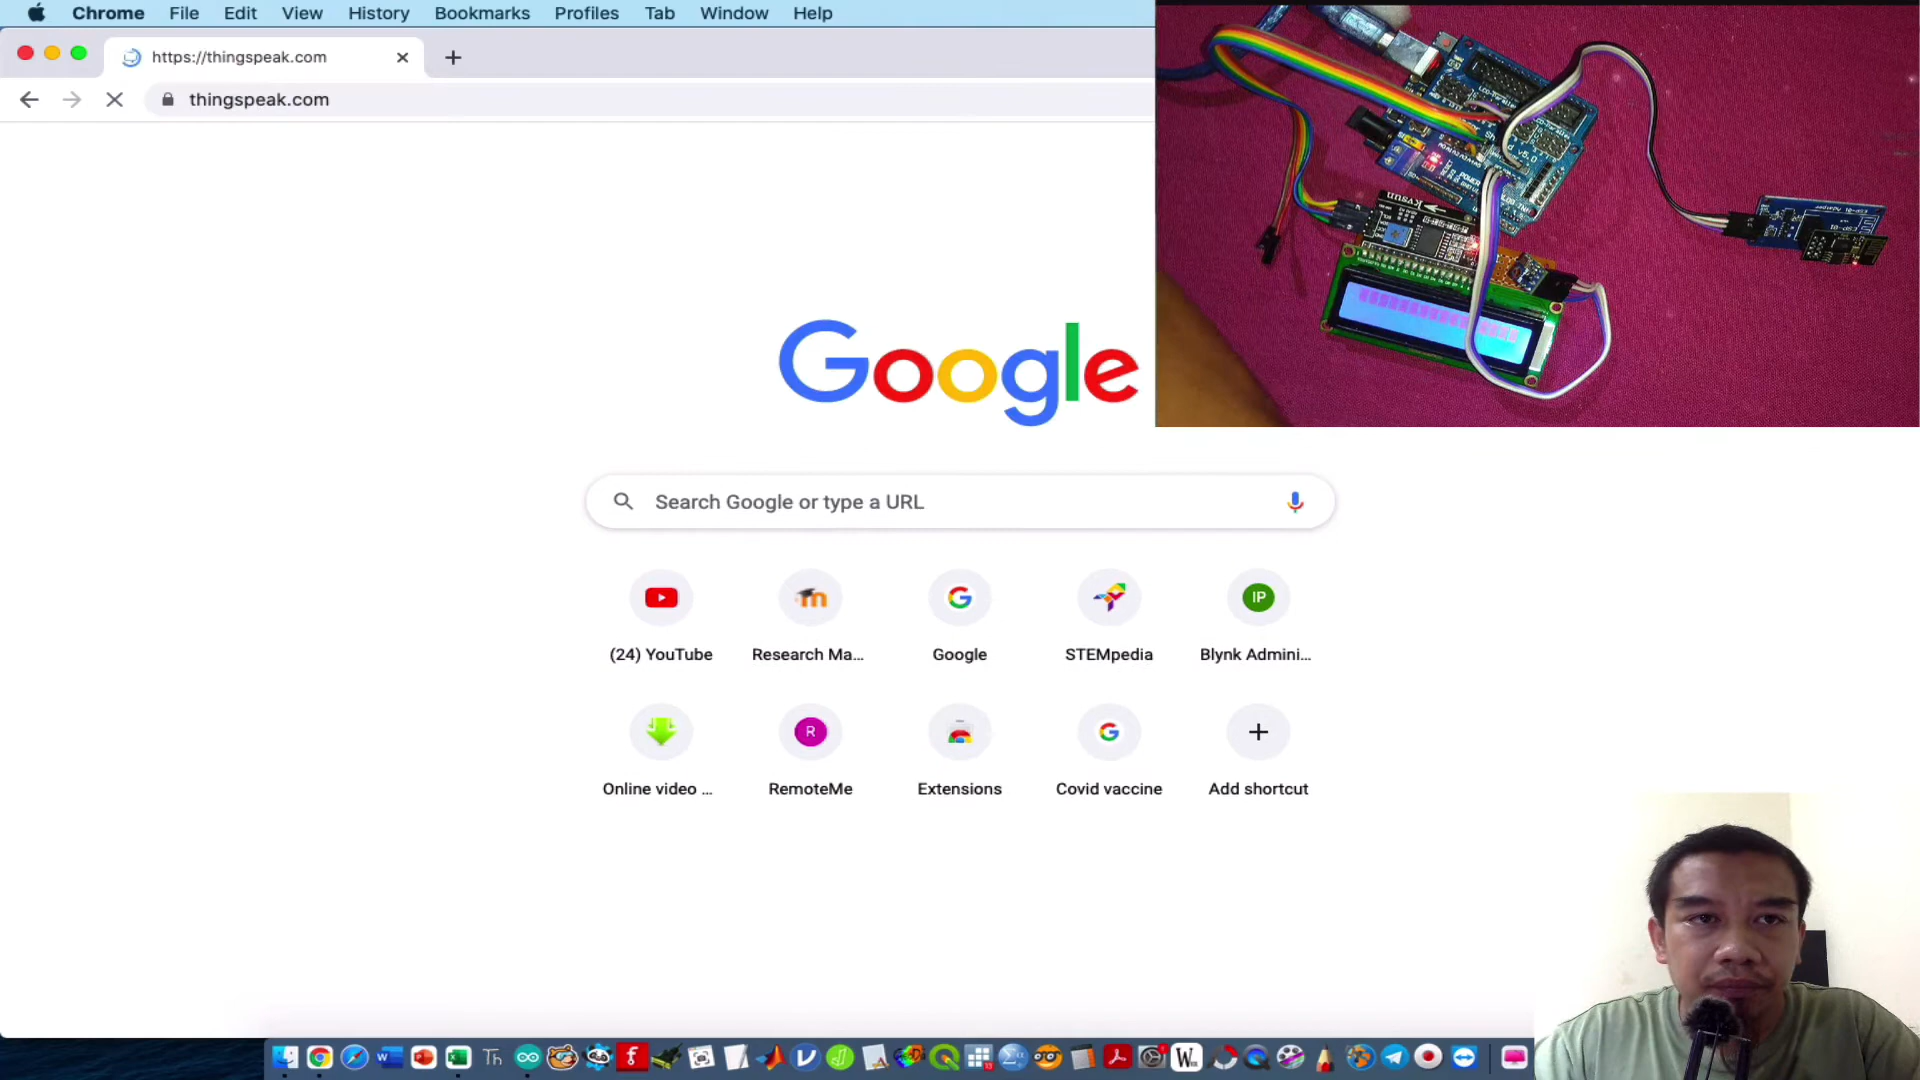 Chrome File Edit View History Bookmarks Profiles Tab Window Help
https://thingspeak.com
thingspeak.com
Google
Search Google or type a URL
(24) YouTube
Research Ma...
Google
STEMpedia
IP
Blynk Admini...
Online video ...
R
RemoteMe
Extensions
Covid vaccine
Add shortcut